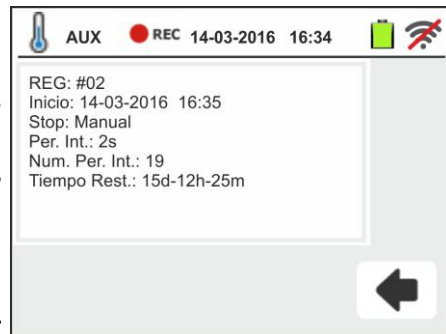 AUX REC 14-03-2016 16:34
REG: #02
Inicio: 14-03-2016 16:35
Stop: Manual
Per. Int.: 2s
Num. Per. Int.: 19
Tiempo Rest.: 15d-12h-25m